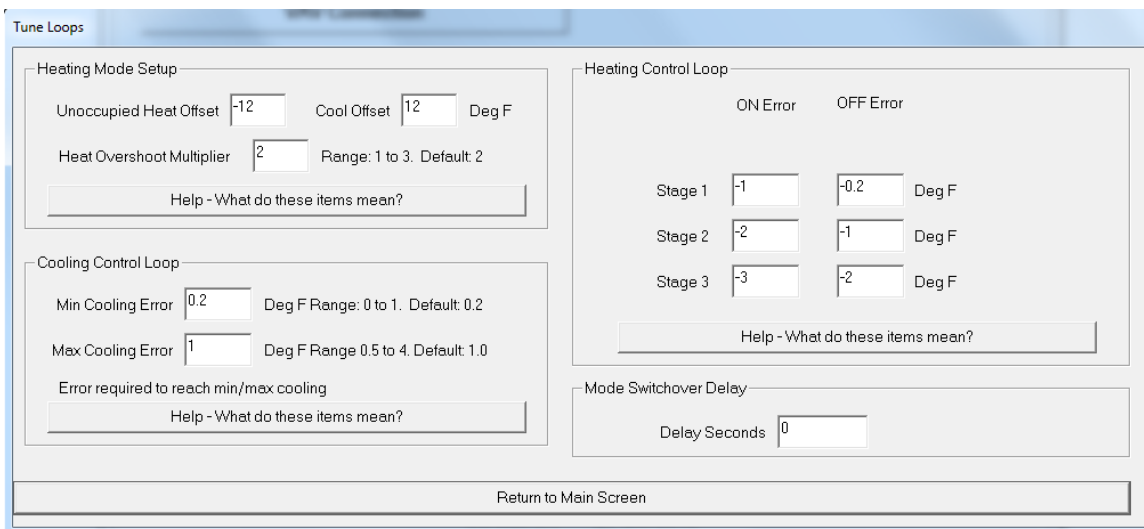 VAV Connection
Tune Loops
Heating Mode Setup
Unoccupied Heat Offset -12 Cool Offset 12 Deg F
Heat Overshoot Multiplier 2 Range: 1 to 3. Default: 2
Help - What do these items mean?
Cooling Control Loop
Min Cooling Error 0.2 Deg F Range: 0 to 1. Default: 0.2
Max Cooling Error 1 Deg F Range 0.5 to 4. Default: 1.0
Error required to reach min/max cooling
Help - What do these items mean?
Heating Control Loop
ON Error OFF Error
Stage 1 -1 -0.2 Deg F
Stage 2 -2 -1 Deg F
Stage 3 -3 -2 Deg F
Help - What do these items mean?
Mode Switchover Delay
Delay Seconds 0
Return to Main Screen